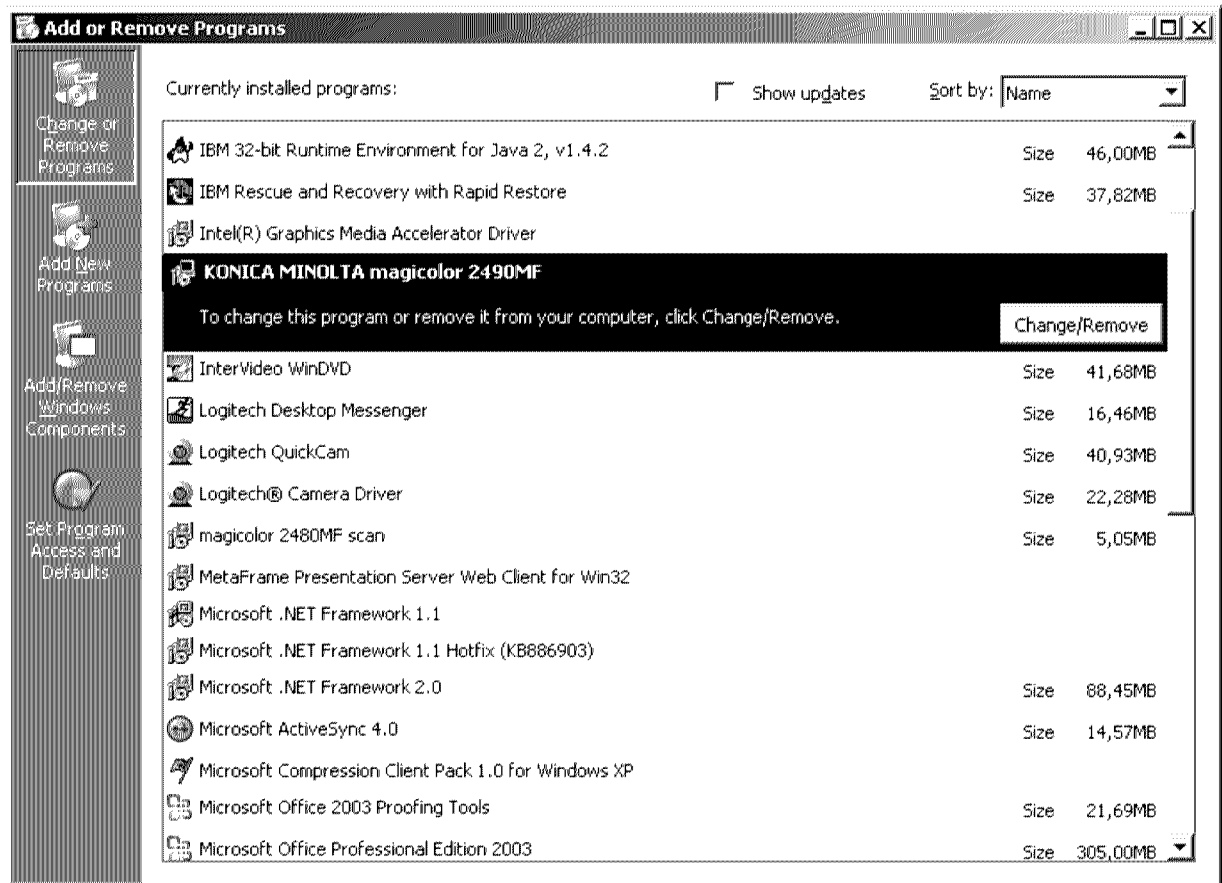 Add or Remove Programs
Change or
Remove
Programs
Add New
Programs
Add/Remove
Windows
Components
Set Program
Access and
Defaults
Currently installed programs:
Show updates
Sort by: Name
IBM 32-bit Runtime Environment for Java 2, v1.4.2 Size 46,00MB
IBM Rescue and Recovery with Rapid Restore Size 37,82MB
Intel(R) Graphics Media Accelerator Driver
KONICA MINOLTA magicolor 2490MF
To change this program or remove it from your computer, click Change/Remove. Change/Remove
InterVideo WinDVD Size 41,68MB
Logitech Desktop Messenger Size 16,46MB
Logitech QuickCam Size 40,93MB
Logitech® Camera Driver Size 22,28MB
magicolor 2480MF scan Size 5,05MB
MetaFrame Presentation Server Web Client for Win32
Microsoft .NET Framework 1.1
Microsoft .NET Framework 1.1 Hotfix (KB886903)
Microsoft .NET Framework 2.0 Size 88,45MB
Microsoft ActiveSync 4.0 Size 14,57MB
Microsoft Compression Client Pack 1.0 for Windows XP
Microsoft Office 2003 Proofing Tools Size 21,69MB
Microsoft Office Professional Edition 2003 Size 305,00MB